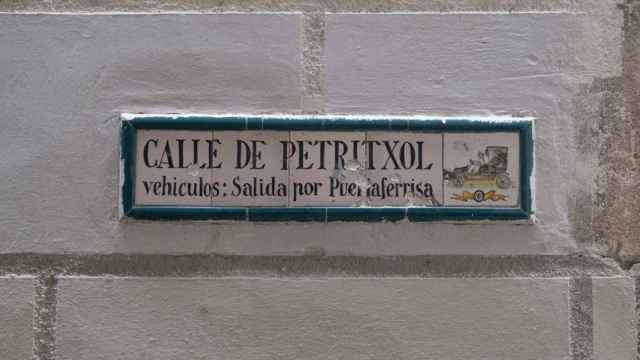 CALLE DE PETRITXOL
vehiculos: Salida por Puertaferrisa